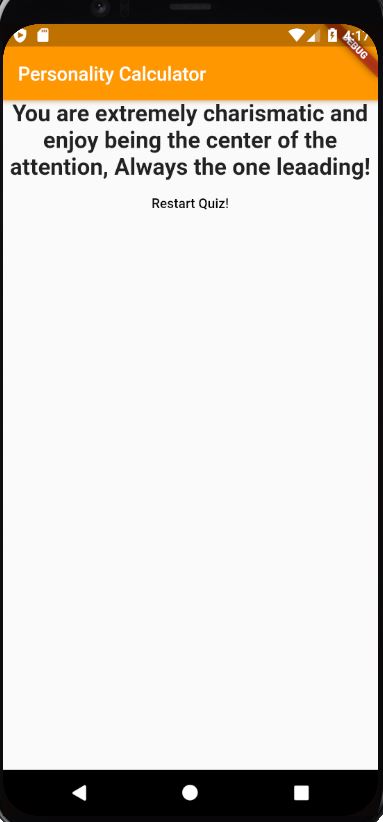 4:17
DEBUG
Personality Calculator
You are extremely charismatic and
enjoy being the center of the
attention, Always the one leaading!
Restart Quiz!